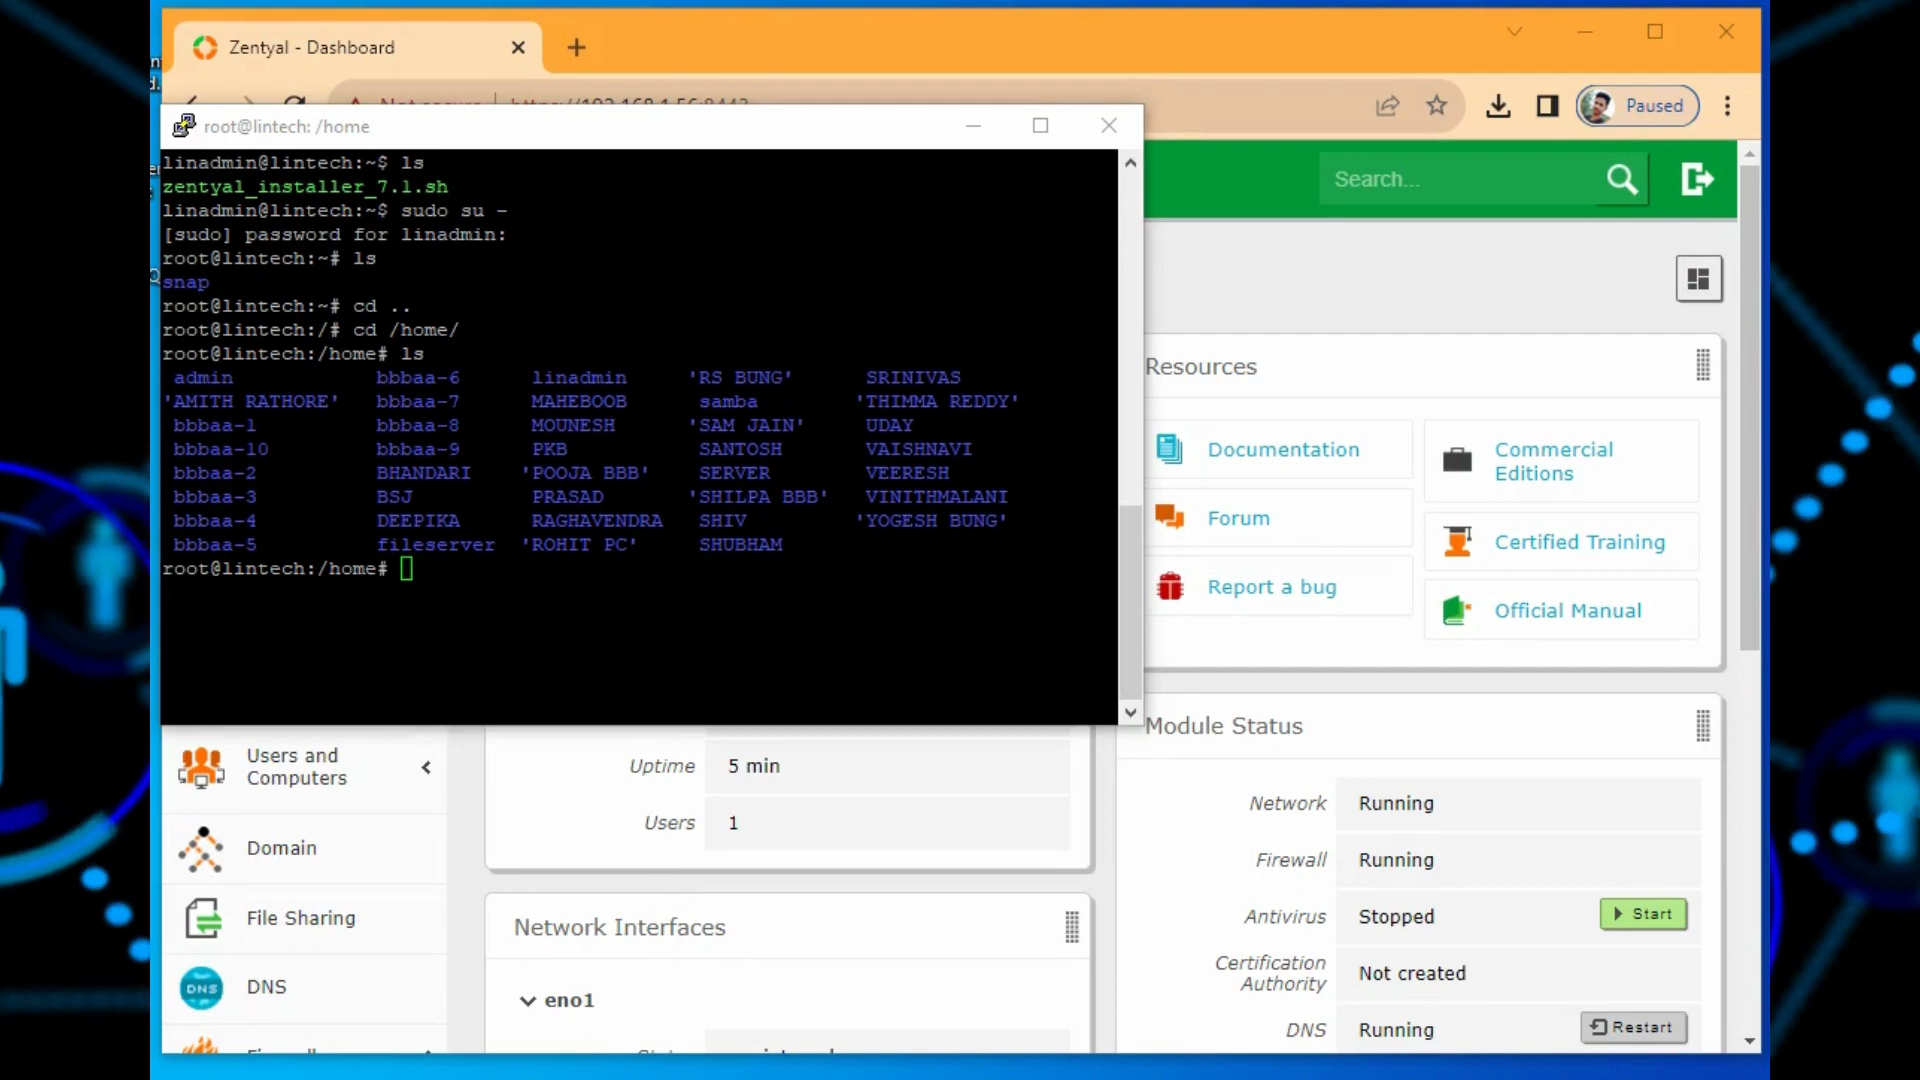 Zentyal - Dashboard
Paused
root@lintech: /home
linadmin@lintech:~$ ls
zentyal_installer_7.1.sh
linadmin@lintech:~$ sudo su -
[sudo] password for linadmin:
root@lintech:~# ls
snap
root@lintech:~# cd ..
root@lintech:/# cd /home/
root@lintech:/home# ls
admin bbbaa-6 linadmin 'RS BUNG' SRINIVAS
'AMITH RATHORE' bbbaa-7 MAHEBOOB samba 'THIMMA REDDY'
bbbaa-1 bbbaa-8 MOUNESH 'SAM JAIN' UDAY
bbbaa-10 bbbaa-9 PKB SANTOSH VAISHNAVI
bbbaa-2 BHANDARI 'POOJA BBB' SERVER VEERESH
bbbaa-3 BSJ PRASAD 'SHILPA BBB' VINITHMALANI
bbbaa-4 DEEPIKA RAGHAVENDRA SHIV 'YOGESH BUNG'
bbbaa-5 fileserver 'ROHIT PC' SHUBHAM
root@lintech:/home#
Search...
Resources
Documentation
Commercial
Editions
Forum
Certified Training
Report a bug
Official Manual
Users and
Computers
Domain
File Sharing
DNS
Uptime 5 min
Users 1
Network Interfaces
eno1
Module Status
Network Running
Firewall Running
Antivirus Stopped Start
Certification
Authority Not created
DNS Running Restart